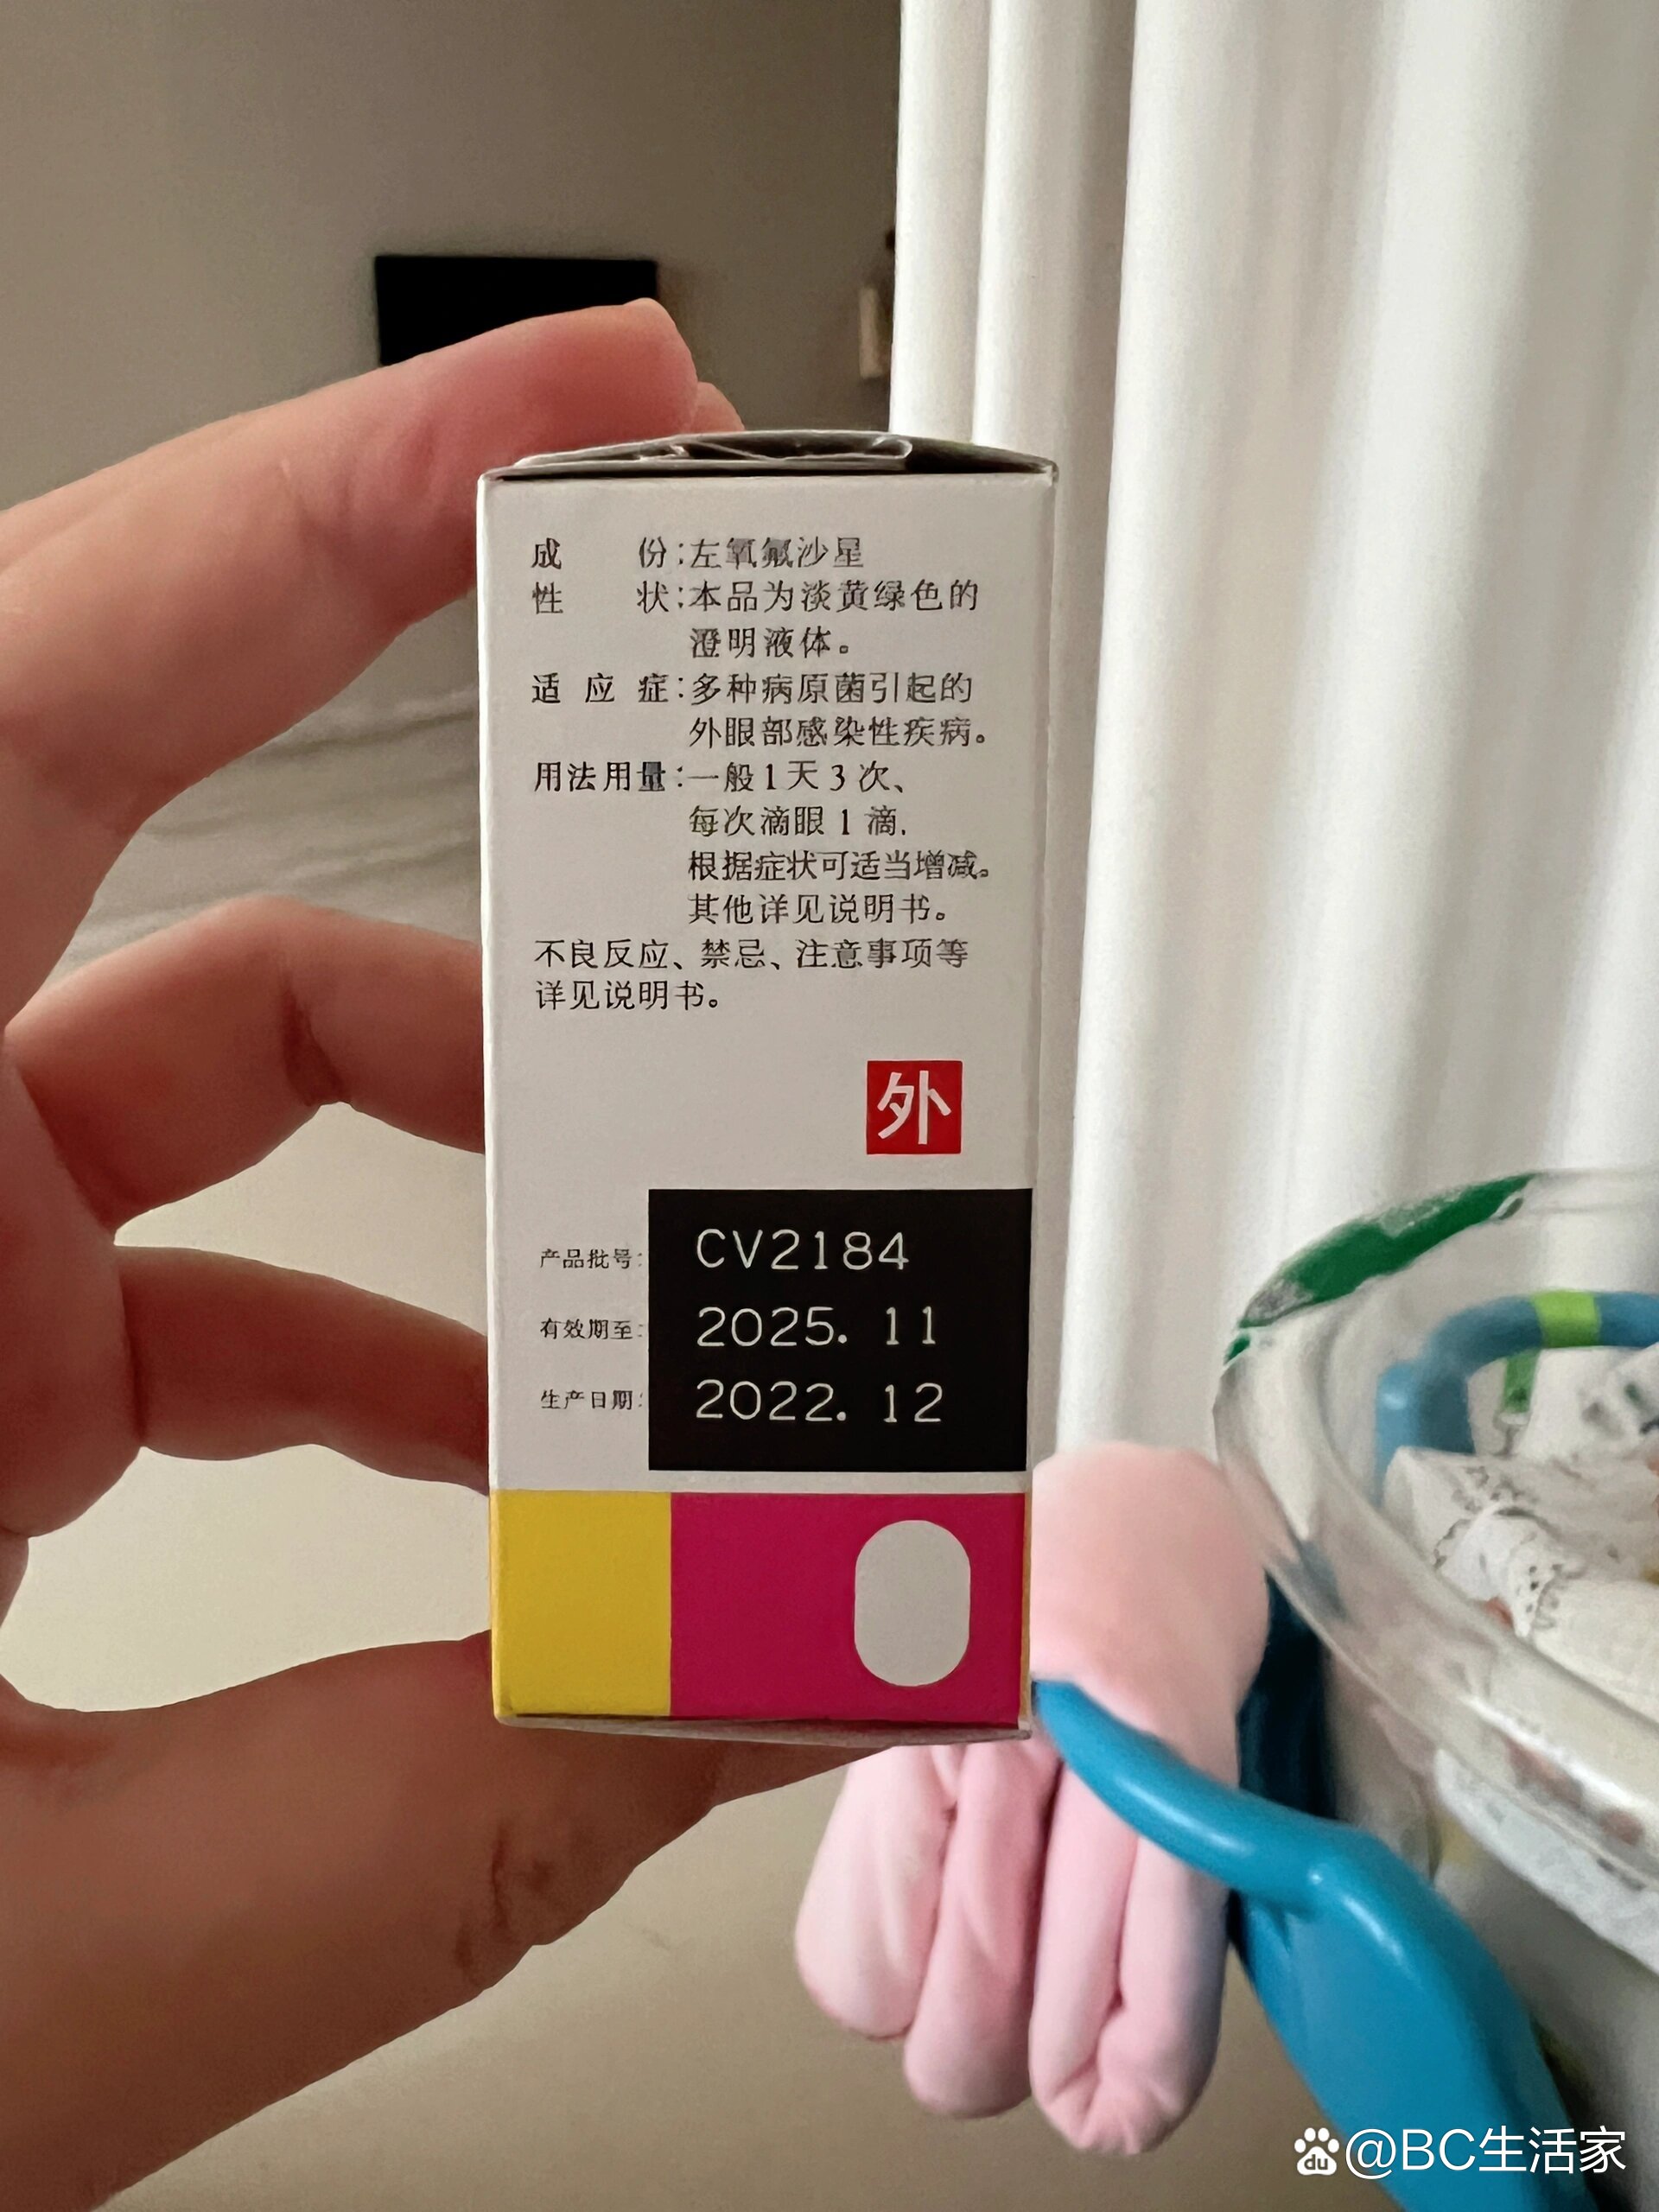 成 份:左氧氟沙星
性 状:本品为淡黄绿色的
澄明液体。
适 应 症:多种病原菌引起的
外眼部感染性疾病。
用法用量:一般1天3次、
每次滴眼1滴,
根据症状可适当增减。
其他详见说明书。
不良反应、禁忌、注意事项等
详见说明书。
外
产品批号: CV2184
有效期至: 2025. 11
生产日期: 2022. 12
du @BC生活家